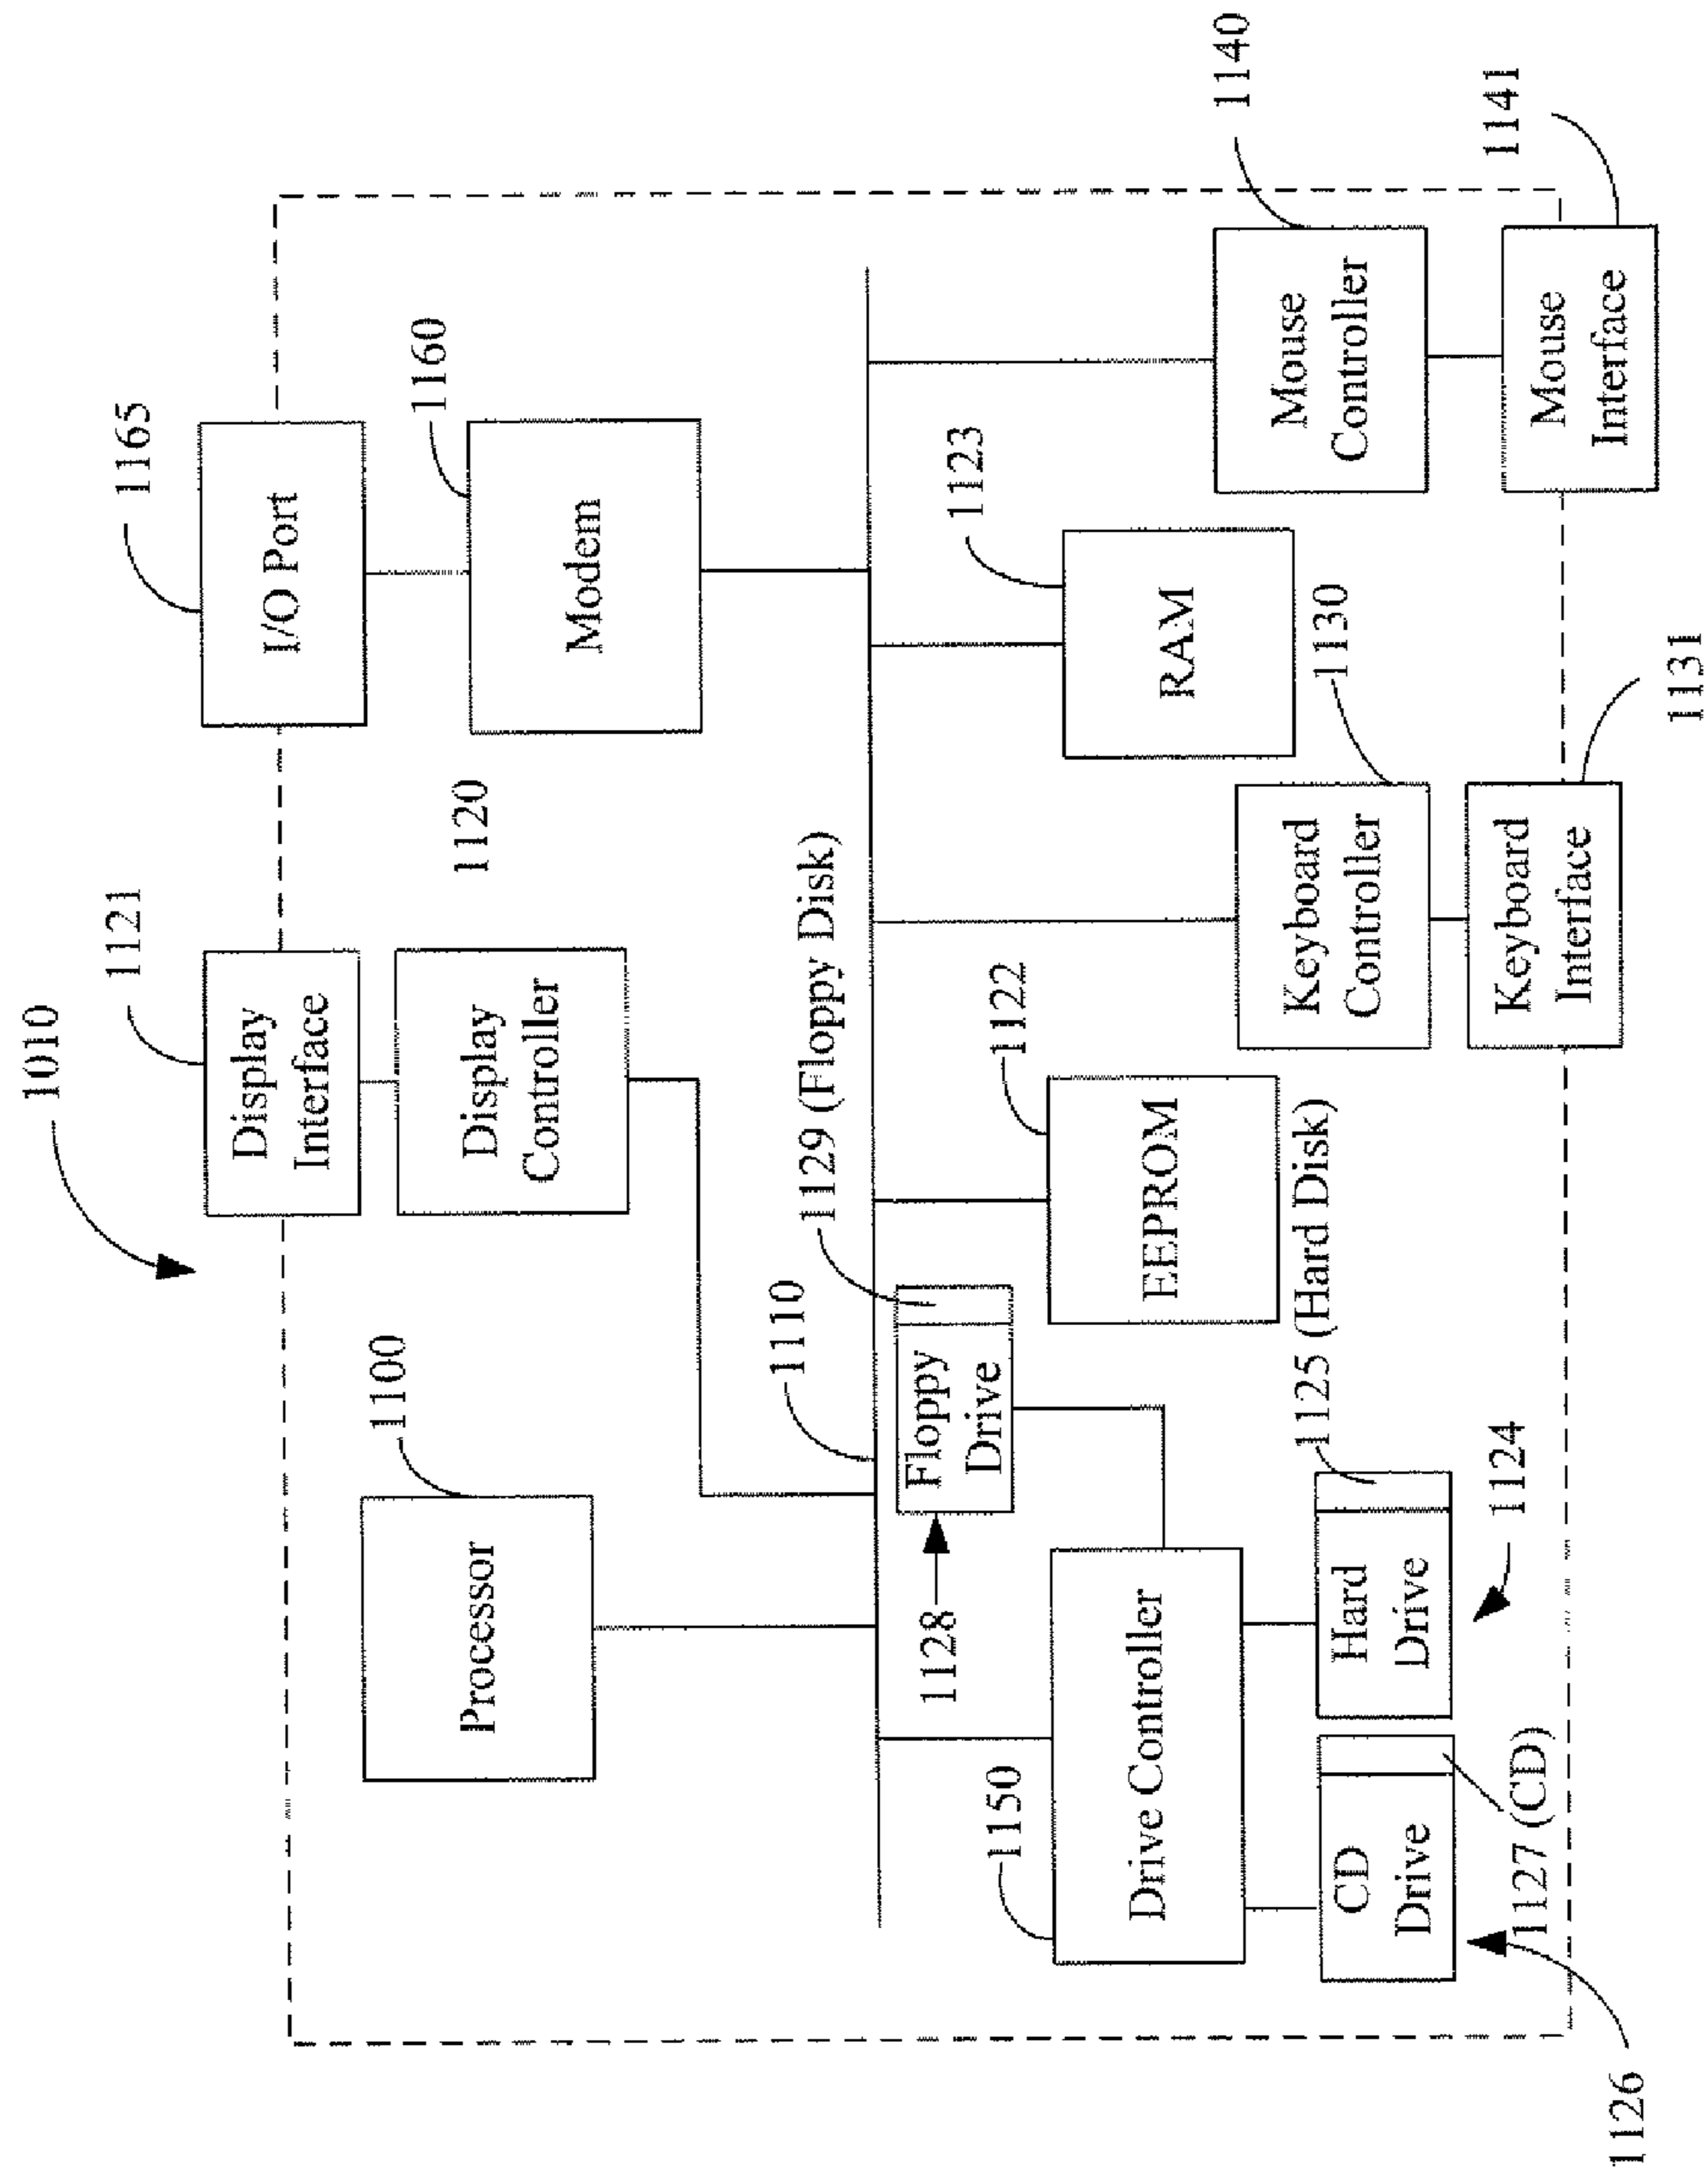 1010
1121
1165
Display
Interface
I/O Port
1100
1120
1160
Processor
Display
Controller
Modem
1110
1129 (Floppy Disk)
1128
Floppy
Drive
1122
1123
1150
Drive Controller
EEPROM
RAM
1140
1125 (Hard Disk)
1130
CD
Drive
Hard
Drive
Keyboard
Controller
Mouse
Controller
1124
1141
1127 (CD)
Keyboard
Interface
Mouse
Interface
1126
1131